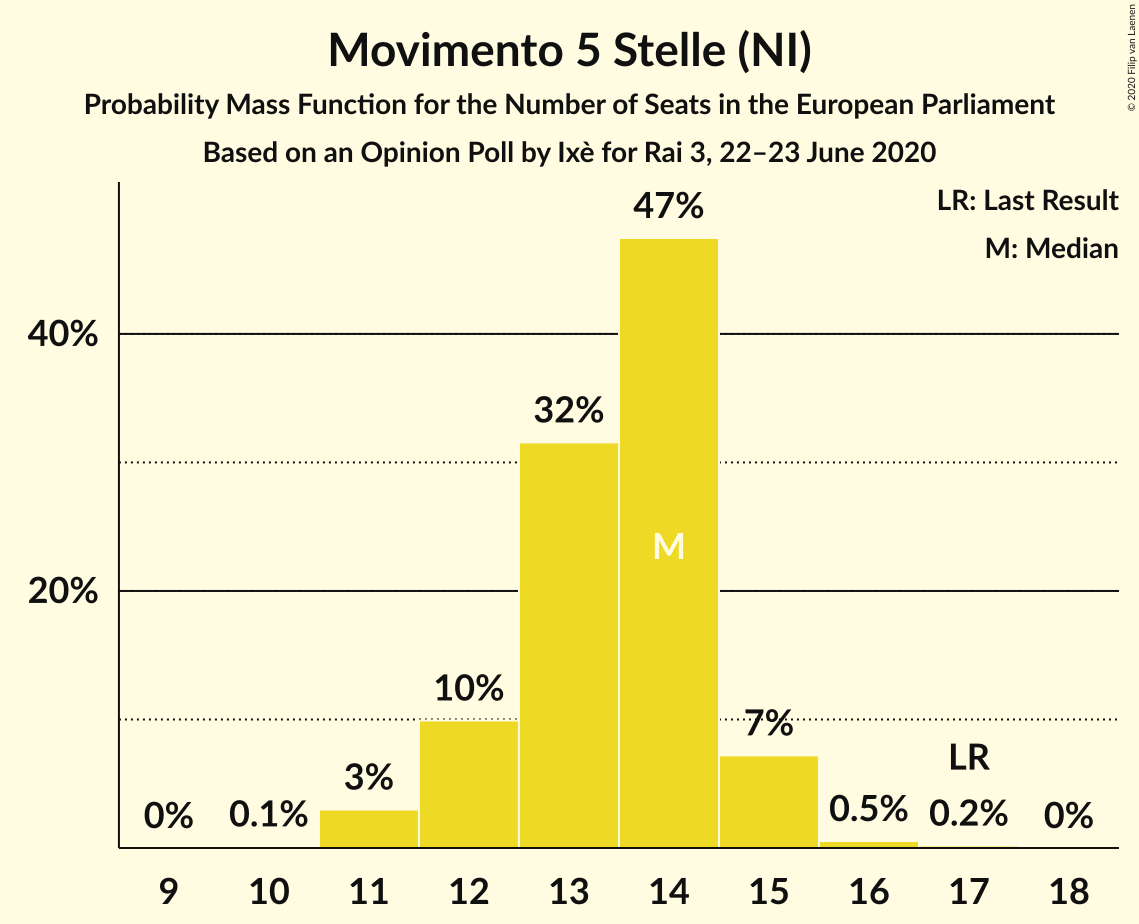 Movimento 5 Stelle (NI)
Probability Mass Function for the Number of Seats in the European Parliament
Based on an Opinion Poll by Ixè for Rai 3, 22–23 June 2020
© 2020 Filip van Laenen
LR: Last Result
M: Median
47%
40%
32%
M
20%
10%
7%
LR
3%
0%
0.1%
0.5%
0.2%
0%
9 10 11 12 13 14 15 16 17 18